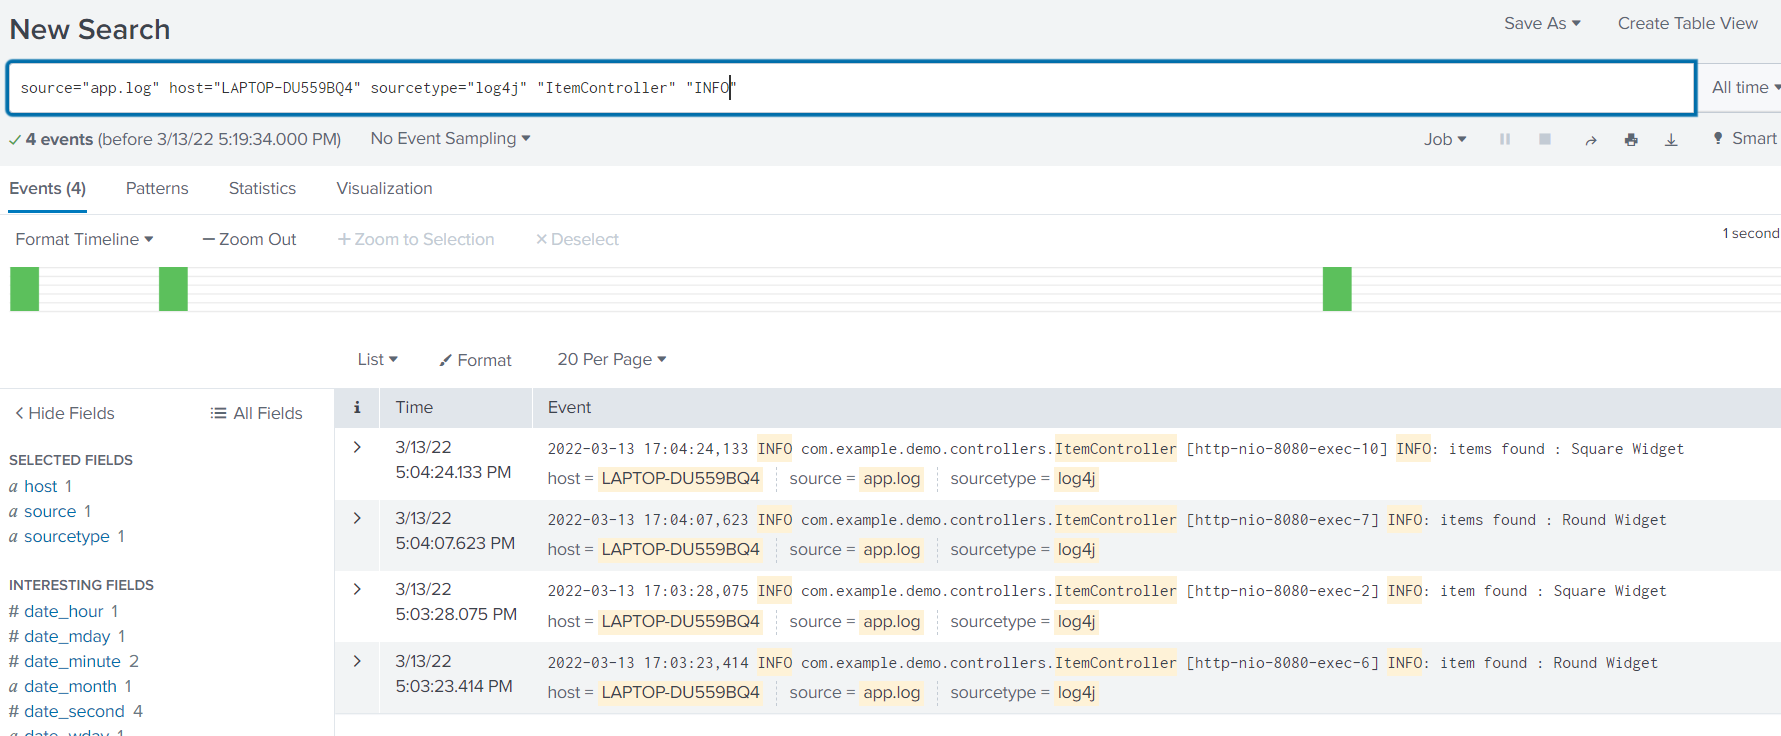 New Search
Save As
Create Table View
source="app.log" host="LAPTOP-DU559BQ4" sourcetype="log4j" "ItemController" "INFO"
All time
4 events (before 3/13/22 5:19:34.000 PM)
No Event Sampling
Job
Smart
Events (4)
Patterns
Statistics
Visualization
Format Timeline
— Zoom Out
+ Zoom to Selection
× Deselect
1 second
List
Format
20 Per Page
< Hide Fields
All Fields
i
Time
Event
SELECTED FIELDS
a host 1
a source 1
a sourcetype 1
INTERESTING FIELDS
# date_hour 1
# date_mday 1
# date_minute 2
a date_month 1
# date_second 4
a date_wday 1
> 3/13/22
5:04:24.133 PM
2022-03-13 17:04:24,133 INFO com.example.demo.controllers.ItemController [http-nio-8080-exec-10] INFO: items found : Square Widget
host = LAPTOP-DU559BQ4 source = app.log sourcetype = log4j
> 3/13/22
5:04:07.623 PM
2022-03-13 17:04:07,623 INFO com.example.demo.controllers.ItemController [http-nio-8080-exec-7] INFO: items found : Round Widget
host = LAPTOP-DU559BQ4 source = app.log sourcetype = log4j
> 3/13/22
5:03:28.075 PM
2022-03-13 17:03:28,075 INFO com.example.demo.controllers.ItemController [http-nio-8080-exec-2] INFO: item found : Square Widget
host = LAPTOP-DU559BQ4 source = app.log sourcetype = log4j
> 3/13/22
5:03:23.414 PM
2022-03-13 17:03:23,414 INFO com.example.demo.controllers.ItemController [http-nio-8080-exec-6] INFO: item found : Round Widget
host = LAPTOP-DU559BQ4 source = app.log sourcetype = log4j